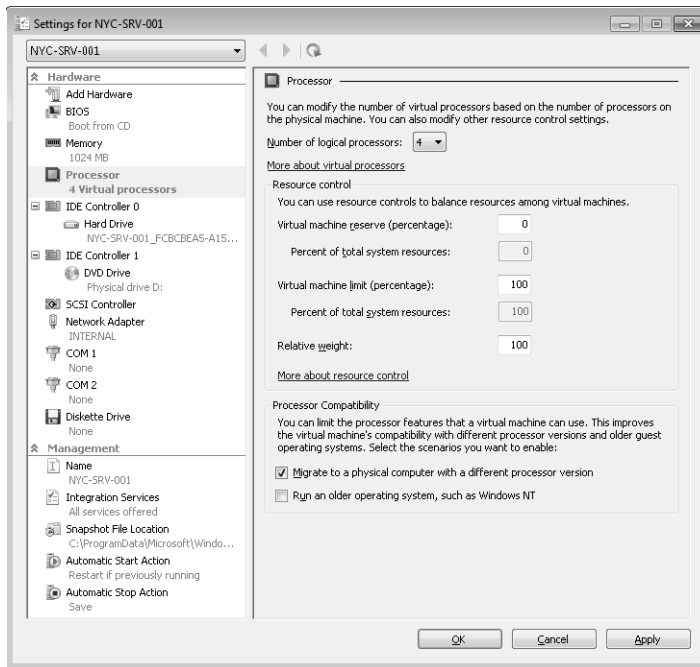 Settings for NYC-SRV-001
NYC-SRV-001
Hardware
Add Hardware
BIOS
Boot from CD
Memory
1024 MB
Processor
4 Virtual processors
IDE Controller 0
Hard Drive
NYC-SRV-001_FCBCBEA5-A15...
IDE Controller 1
DVD Drive
Physical drive D:
SCSI Controller
Network Adapter
INTERNAL
COM 1
None
COM 2
None
Diskette Drive
None
Management
Name
NYC-SRV-001
Integration Services
All services offered
Snapshot File Location
C:\ProgramData\Microsoft\Windo...
Automatic Start Action
Restart if previously running
Automatic Stop Action
Save
Processor
You can modify the number of virtual processors based on the number of processors on
the physical machine. You can also modify other resource control settings.
Number of logical processors: 4
More about virtual processors
Resource control
You can use resource controls to balance resources among virtual machines.
Virtual machine reserve (percentage): 0
Percent of total system resources: 0
Virtual machine limit (percentage): 100
Percent of total system resources: 100
Relative weight: 100
More about resource control
Processor Compatibility
You can limit the processor features that a virtual machine can use. This improves
the virtual machine's compatibility with different processor versions and older guest
operating systems. Select the scenarios you want to enable:
Migrate to a physical computer with a different processor version
Run an older operating system, such as Windows NT
OK Cancel Apply